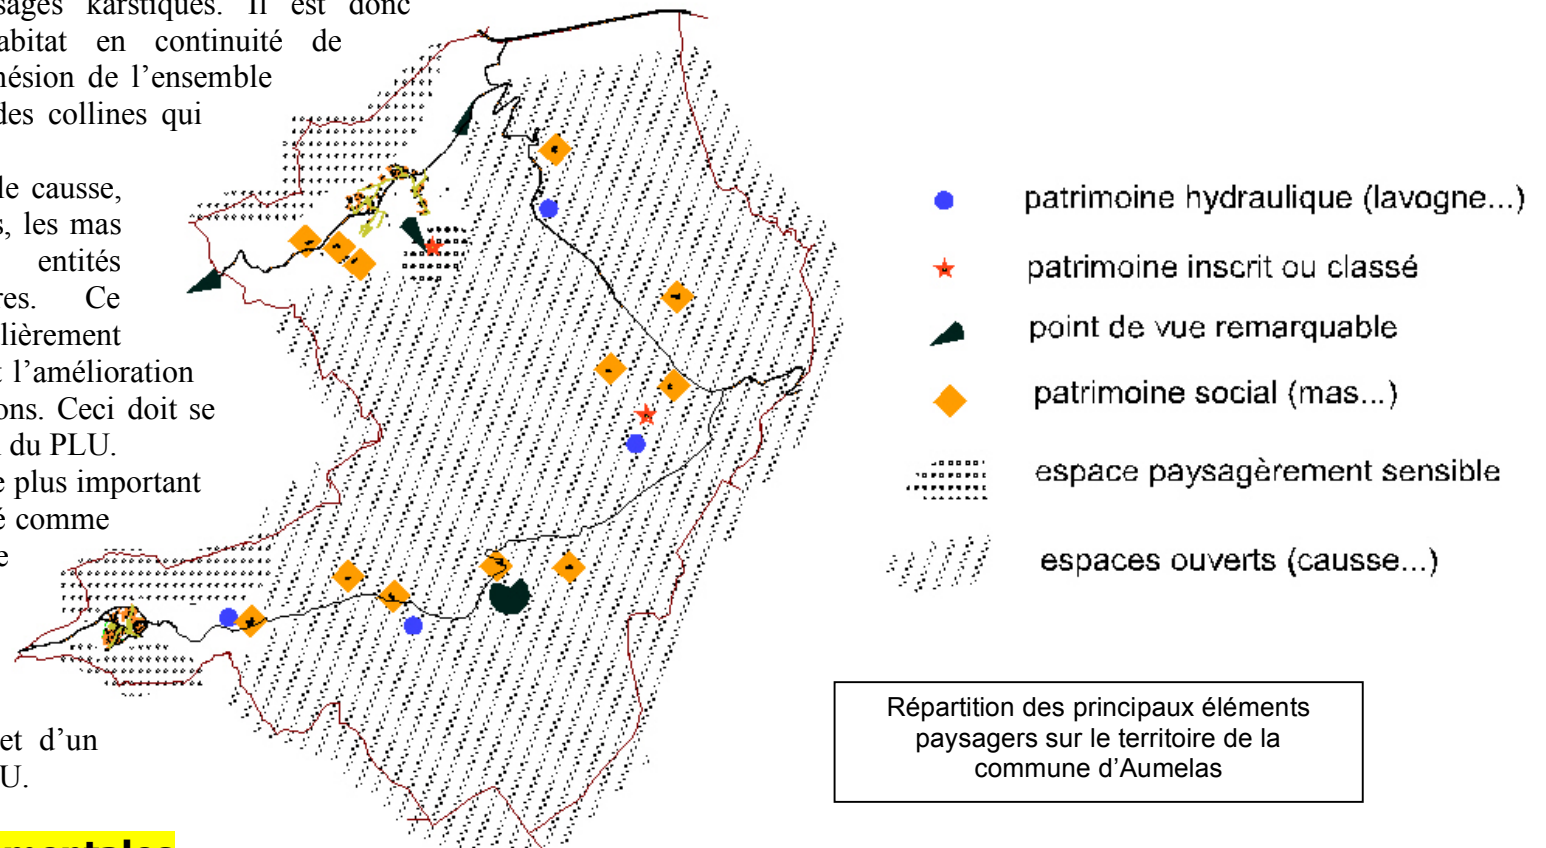 sages karstiques. Il est donc
abitat en continuité de
hésion de l’ensemble
des collines qui
le causse,
s, les mas
entités
res. Ce
lièrement
t l’amélioration
ons. Ceci doit se
du PLU.
e plus important
é comme
e
et d’un
U.
mentales
patrimoine hydraulique (lavogne...)
patrimoine inscrit ou classé
point de vue remarquable
patrimoine social (mas...)
espace paysagèrement sensible
espaces ouverts (causse...)
Répartition des principaux éléments
paysagers sur le territoire de la
commune d’Aumelas